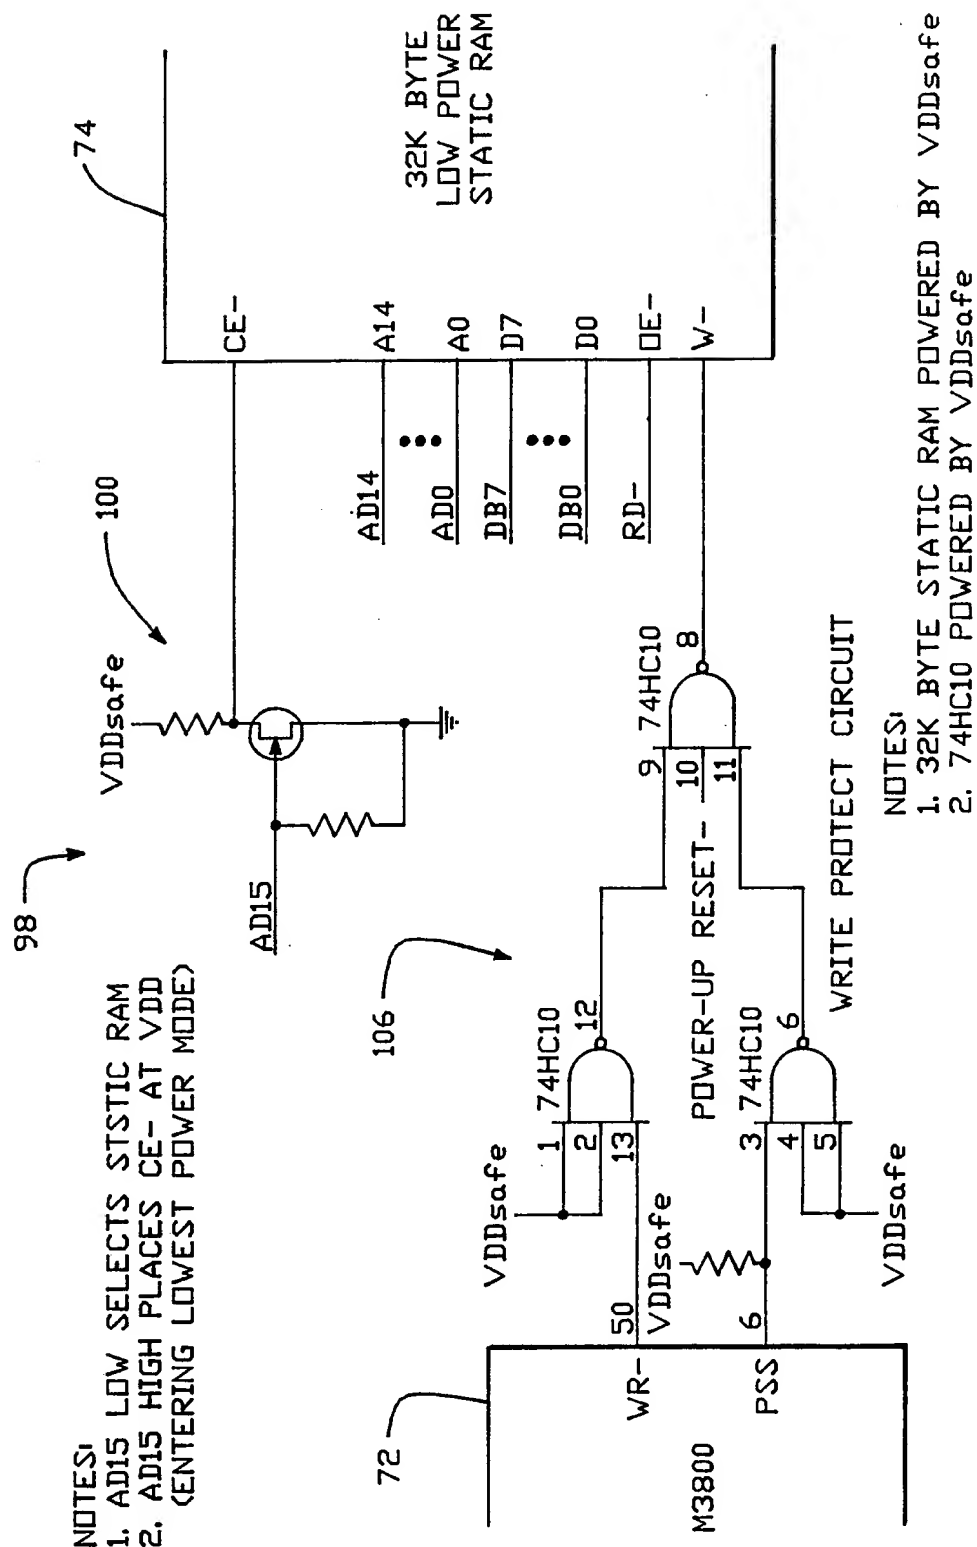 NOTES:
1. AD15 LOW SELECTS STSTIC RAM
2. AD15 HIGH PLACES CE- AT VDD
(ENTERING LOWEST POWER MODE)
98
100
74
VDDsafe
AD15
CE-
32K BYTE
LOW POWER
STATIC RAM
AD14
A14
AD0
A0
DB7
D7
DB0
D0
RD-
OE-
W-
72
M3800
WR-
50
PSS
6
106
VDDsafe
1
2
13
74HC10
12
VDDsafe
3
4
5
74HC10
6
VDDsafe
POWER-UP RESET-
9
10
11
74HC10
8
WRITE PROTECT CIRCUIT
NOTES:
1. 32K BYTE STATIC RAM POWERED BY VDDsafe
2. 74HC10 POWERED BY VDDsafe